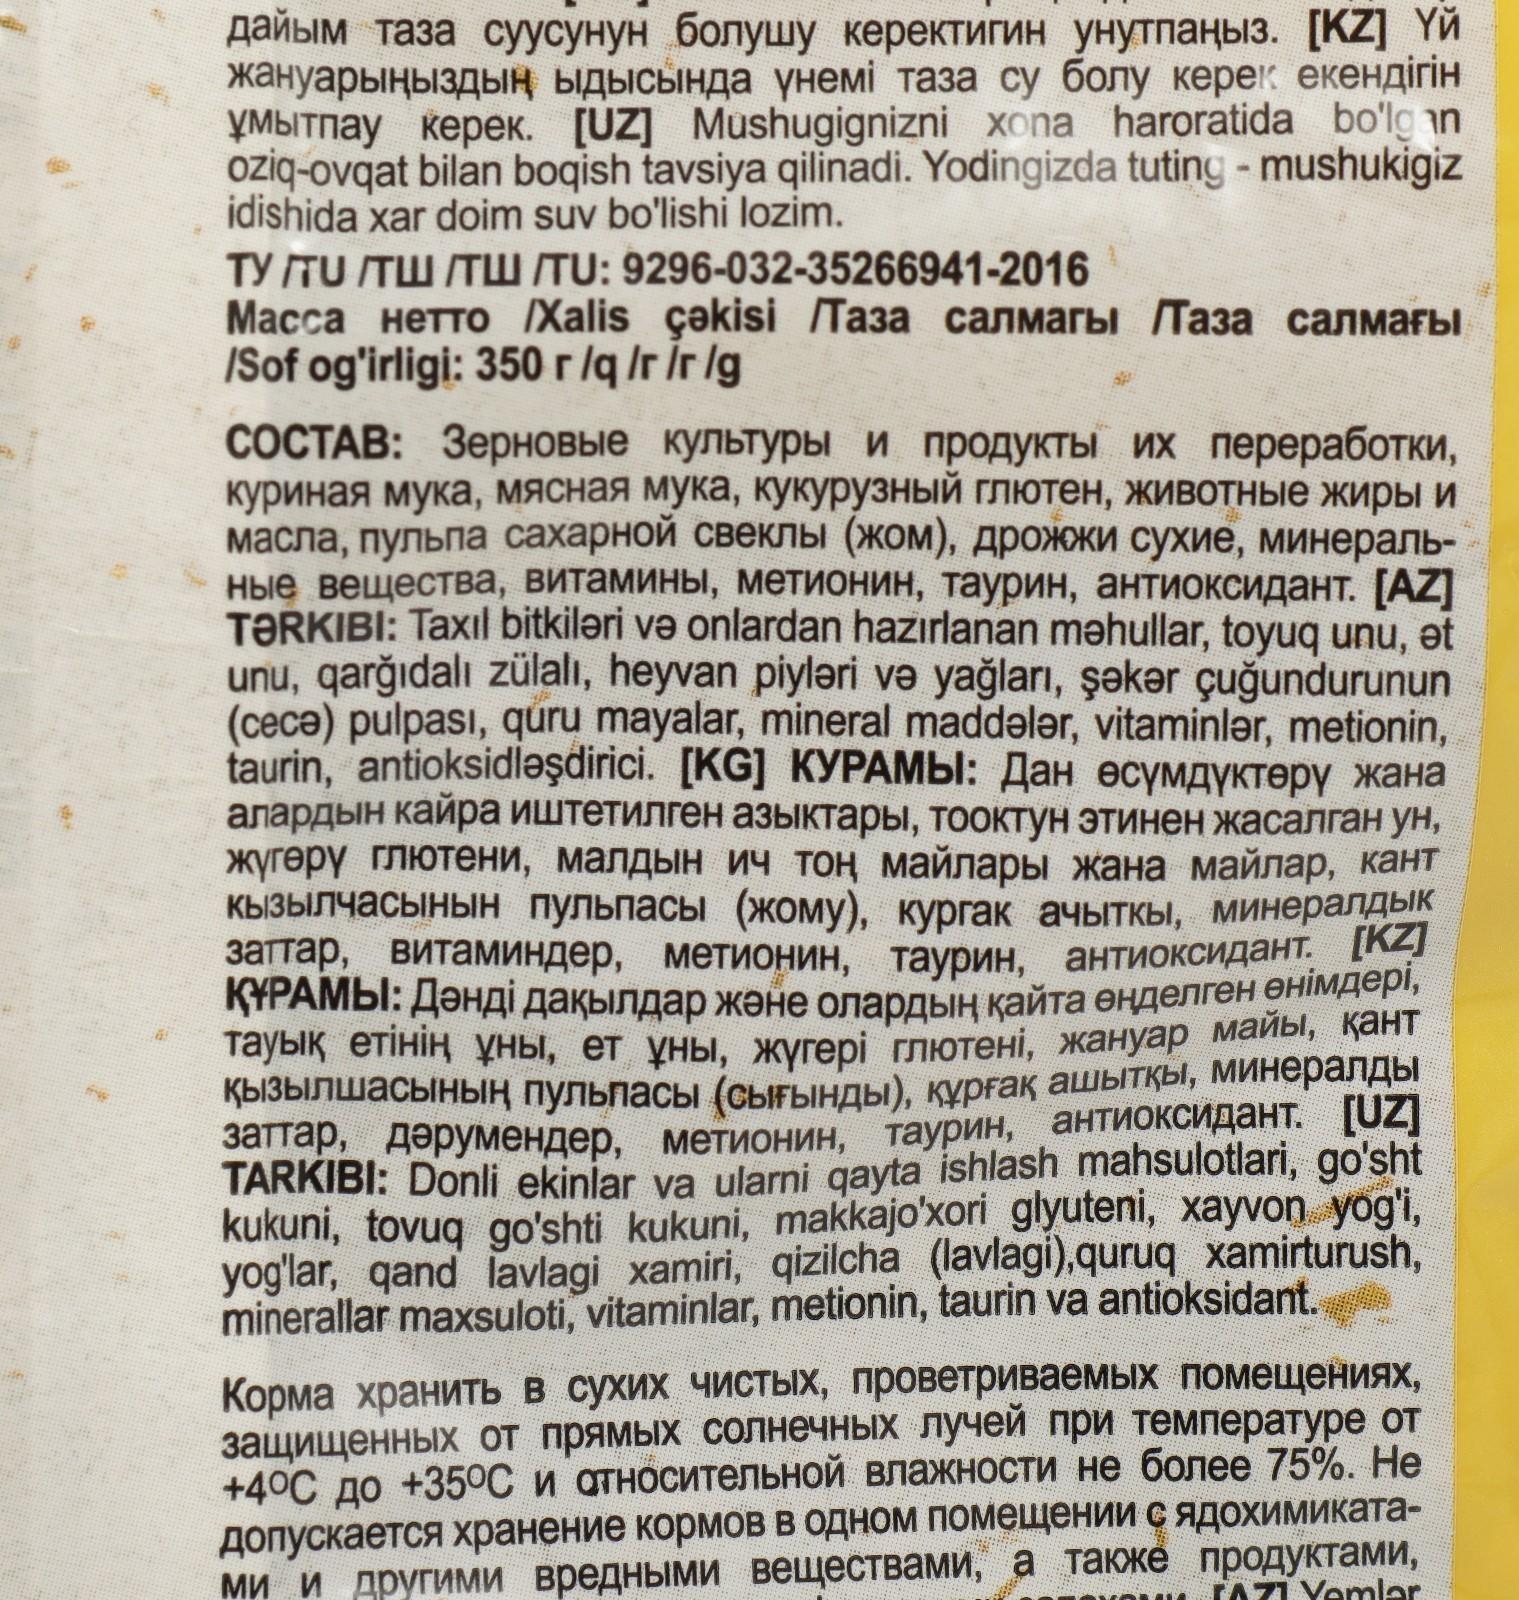 дайым таза суусунун болушу керектигин унутпаңыз. [KZ] Үй
жануарыңыздың ыдысында үнемі таза су болу керек екендігін
ұмытпау керек. [UZ] Mushugignizni xona haroratida bo'lgan
oziq-ovqat bilan boqish tavsiya qilinadi. Yodingizda tuting - mushukigiz
idishida xar doim suv bo'lishi lozim.
ТУ /TU /ТШ /ТШ /TU: 9296-032-35266941-2016
Масса нетто /Xalis çəkisi /Таза салмагы /Таза салмағы
/Sof og'irligi: 350 г /q /г /г /g
СОСТАВ: Зерновые культуры и продукты их переработки,
куриная мука, мясная мука, кукурузный глютен, животные жиры и
масла, пульпа сахарной свеклы (жом), дрожжи сухие, минераль-
ные вещества, витамины, метионин, таурин, антиоксидант. [AZ]
TƏRKIBI: Taxıl bitkiləri və onlardan hazırlanan məhullar, toyuq unu, ət
unu, qarğıdalı zülalı, heyvan piyləri və yağları, şəkər çuğundurunun
(cecə) pulpası, quru mayalar, mineral maddələr, vitaminlər, metionin,
taurin, antioksidləşdirici. [KG] КУРАМЫ: Дан өсүмдүктөрү жана
алардын кайра иштетилген азыктары, тооктун этинен жасалган ун,
жүгөрү глютени, малдын ич тоң майлары жана майлар, кант
кызылчасынын пульпасы (жому), кургак ачыткы, минералдык
заттар, витаминдер, метионин, таурин, антиоксидант. [KZ]
ҚҰРАМЫ: Дәнді дақылдар және олардың қайта өңделген өнімдері,
тауық етінің ұны, ет ұны, жүгері глютені, жануар майы, қант
қызылшасының пульпасы (сығынды), құрғақ ашытқы, минералды
заттар, дәрумендер, метионин, таурин, антиоксидант. [UZ]
TARKIBI: Donli ekinlar va ularni qayta ishlash mahsulotlari, go'sht
kukuni, tovuq go'shti kukuni, makkajo'xori glyuteni, xayvon yog'i,
yog'lar, qand lavlagi xamiri, qizilcha (lavlagi),quruq xamirturush,
minerallar maxsuloti, vitaminlar, metionin, taurin va antioksidant.
Корма хранить в сухих чистых, проветриваемых помещениях,
защищенных от прямых солнечных лучей при температуре от
+4ºС до +35ºС и относительной влажности не более 75%. Не
допускается хранение кормов в одном помещении с ядохимиката-
ми и другими вредными веществами, а также продуктами,
[AZ] Yemlər